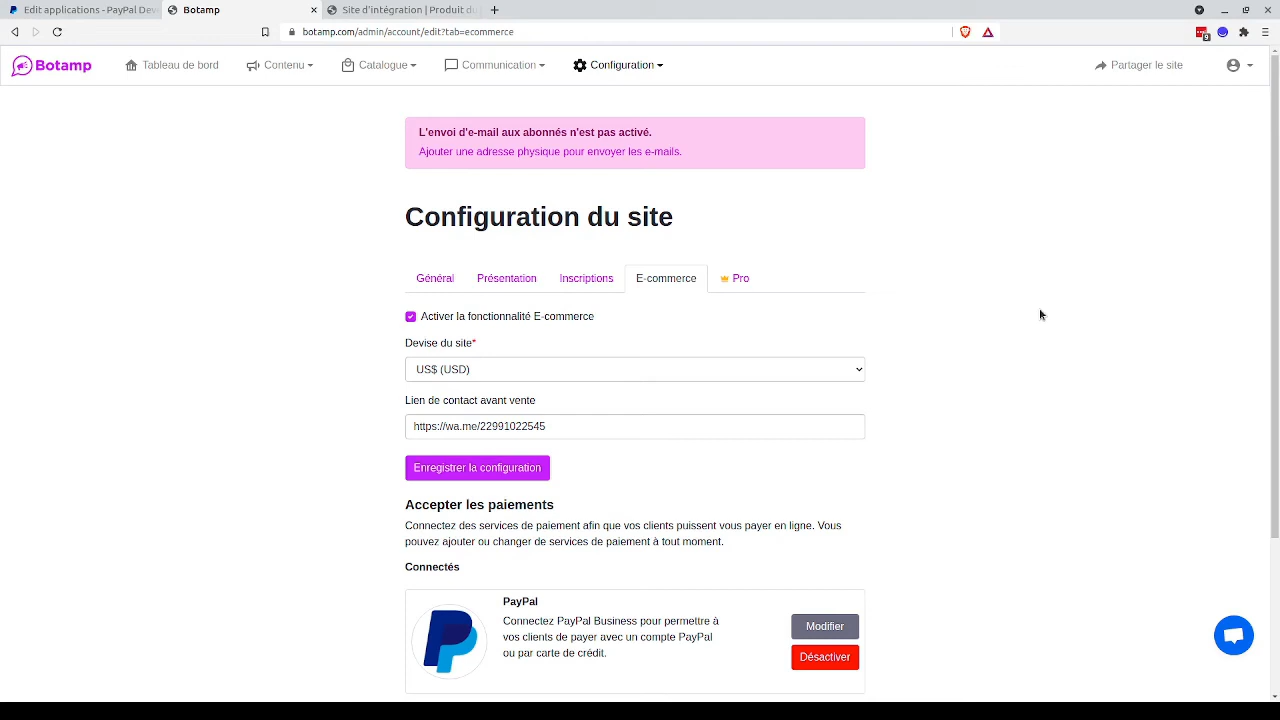 Edit applications - PayPal Dev
Botamp
Site d'intégration | Produit du
botamp.com/admin/account/edit?tab=ecommerce
9
Botamp
Tableau de bord
Contenu
Catalogue
Communication
Configuration
Partager le site
L'envoi d'e-mail aux abonnés n'est pas activé.
Ajouter une adresse physique pour envoyer les e-mails.
Configuration du site
Général
Présentation
Inscriptions
E-commerce
Pro
Activer la fonctionnalité E-commerce
Devise du site*
US$ (USD)
Lien de contact avant vente
https://wa.me/22991022545
Enregistrer la configuration
Accepter les paiements
Connectez des services de paiement afin que vos clients puissent vous payer en ligne. Vous
pouvez ajouter ou changer de services de paiement à tout moment.
Connectés
PayPal
Connectez PayPal Business pour permettre à
vos clients de payer avec un compte PayPal
ou par carte de crédit.
Modifier
Désactiver